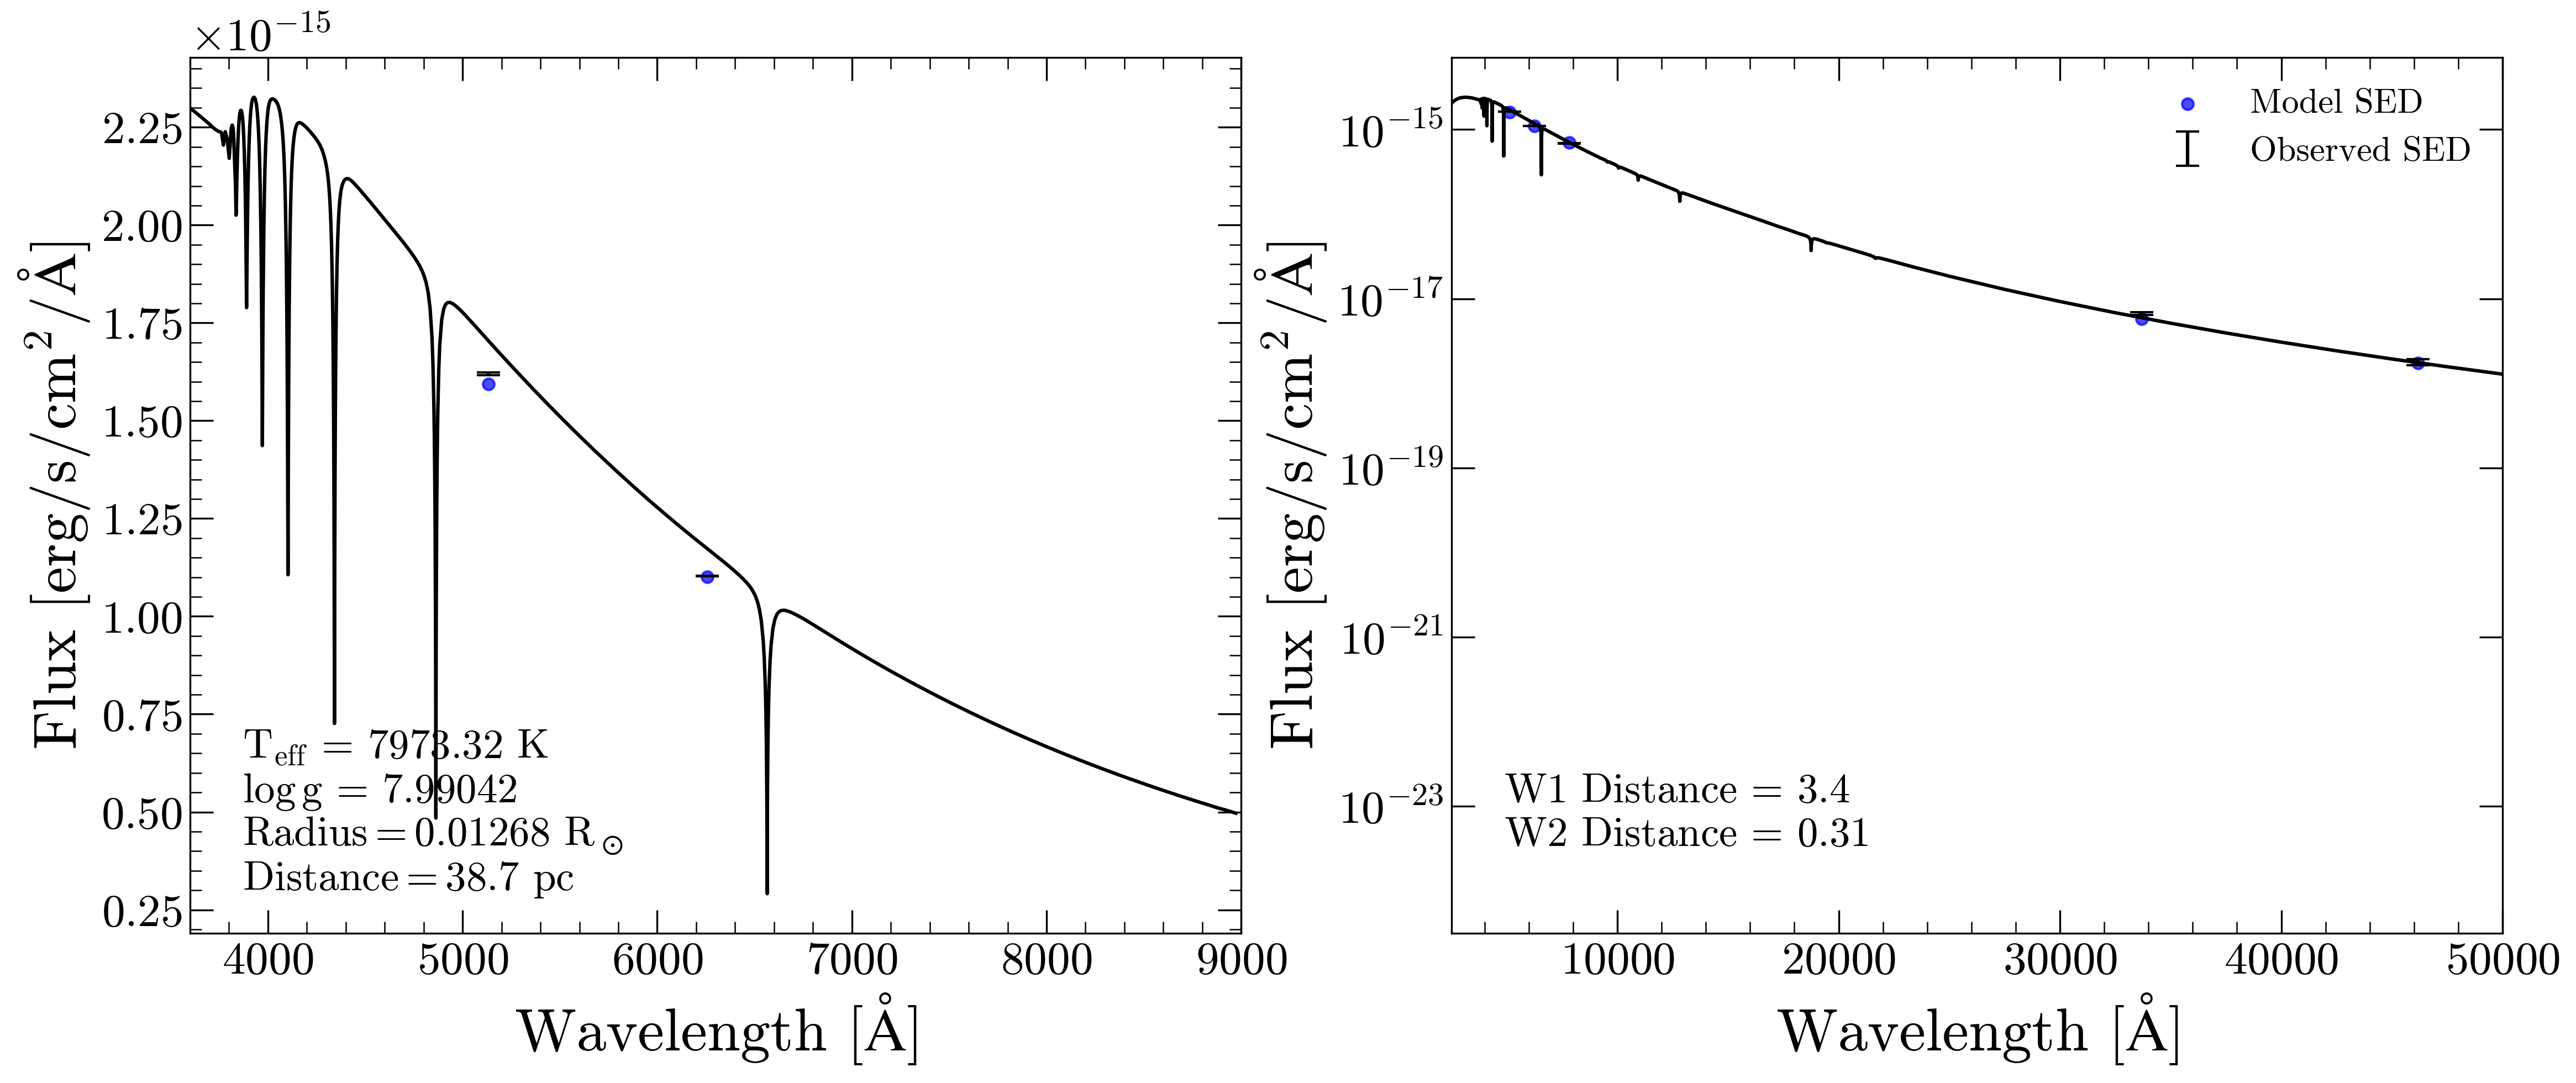 ×10⁻¹⁵
Flux [erg/s/cm²/Å]
2.25
2.00
1.75
1.50
1.25
1.00
0.75
0.50
0.25
T_eff = 7973.32 K
log g = 7.99042
Radius = 0.01268 R_⊙
Distance = 38.7 pc
4000 5000 6000 7000 8000 9000
Wavelength [Å]
Flux [erg/s/cm²/Å]
10⁻¹⁵
10⁻¹⁷
10⁻¹⁹
10⁻²¹
10⁻²³
Model SED
Observed SED
W1 Distance = 3.4
W2 Distance = 0.31
10000 20000 30000 40000 50000
Wavelength [Å]